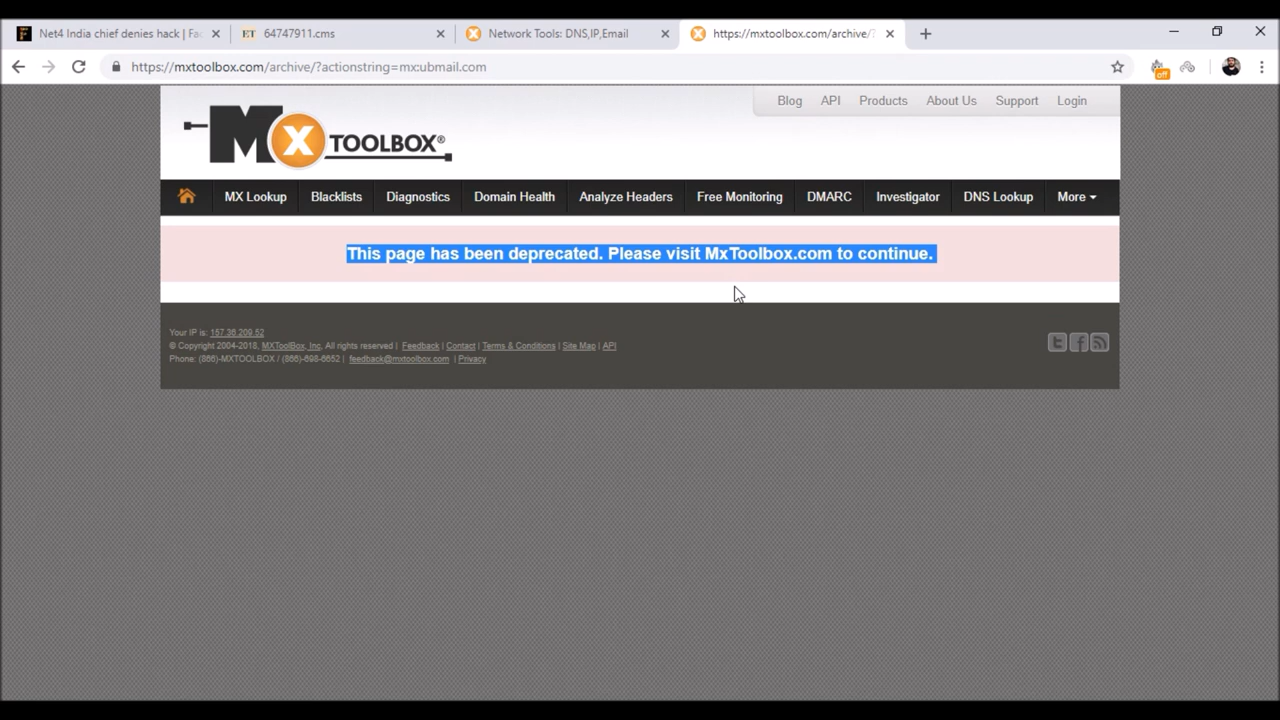 Net4 India chief denies hack | Fac
ET 64747911.cms
Network Tools: DNS,IP,Email
https://mxtoolbox.com/archive/?
https://mxtoolbox.com/archive/?actionstring=mx:ubmail.com
off
Blog API Products About Us Support Login
MX TOOLBOX®
MX Lookup Blacklists Diagnostics Domain Health Analyze Headers Free Monitoring DMARC Investigator DNS Lookup More
This page has been deprecated. Please visit MxToolbox.com to continue.
Your IP is: 157.36.209.52
© Copyright 2004-2018, MXToolBox, Inc, All rights reserved | Feedback | Contact | Terms & Conditions | Site Map | API
Phone: (866)-MXTOOLBOX / (866)-698-6652 | feedback@mxtoolbox.com | Privacy